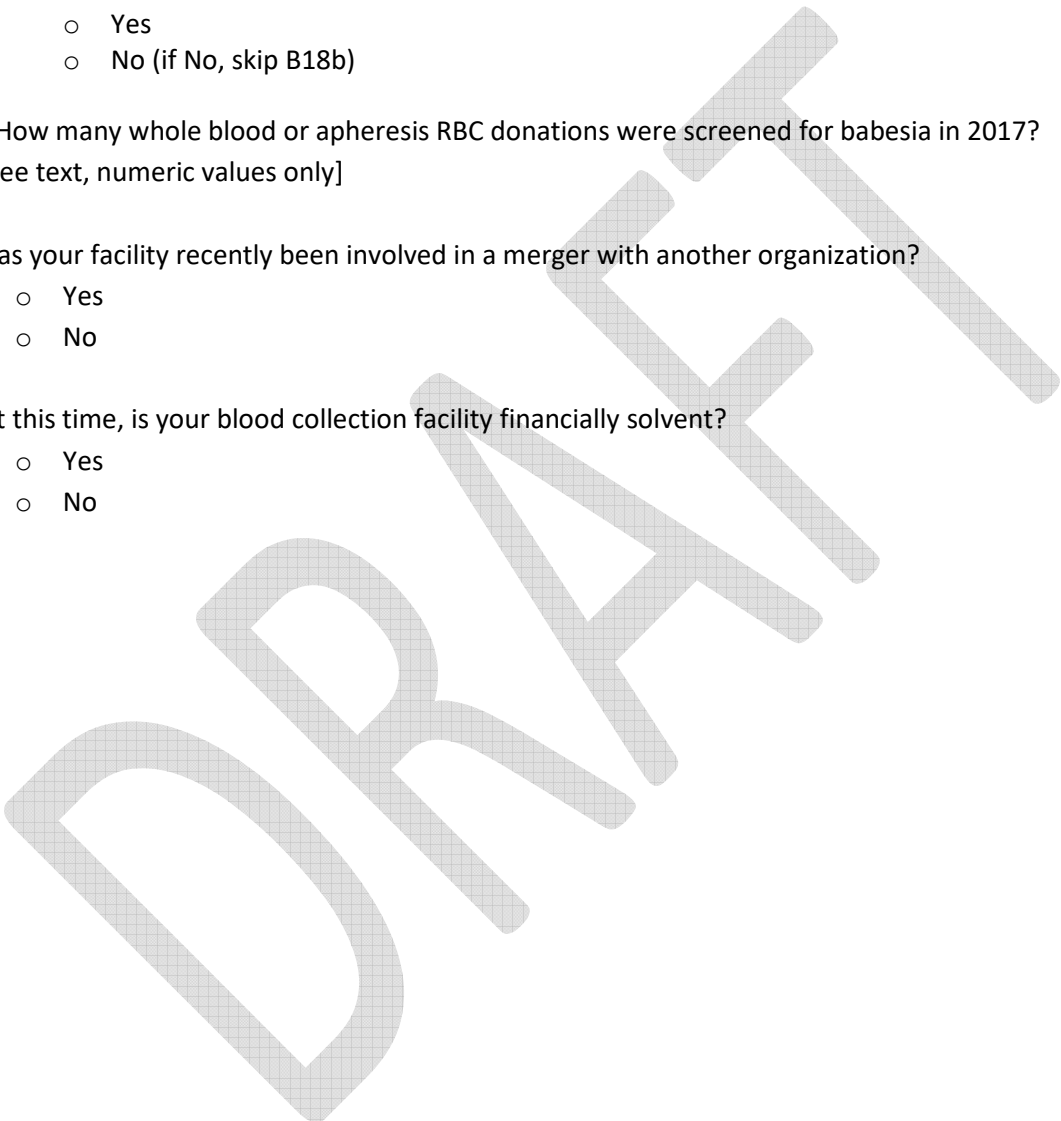 o Yes
o No (if No, skip B18b)
How many whole blood or apheresis RBC donations were screened for babesia in 2017?
ee text, numeric values only]
as your facility recently been involved in a merger with another organization?
o Yes
o No
t this time, is your blood collection facility financially solvent?
o Yes
o No
DRAFT